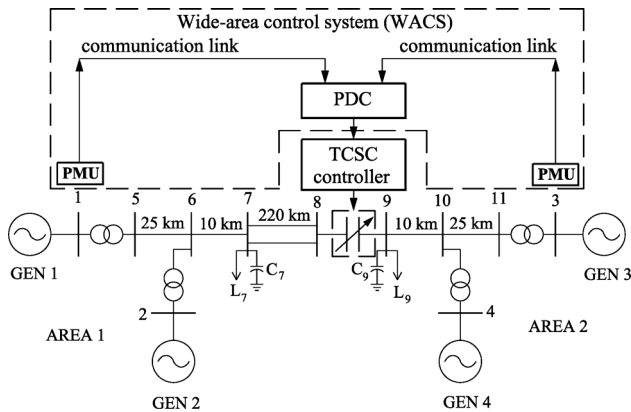 Wide-area control system (WACS)
communication link
communication link
PDC
TCSC
controller
PMU
PMU
1
5
6
7
8
9
10
11
3
25 km
10 km
220 km
10 km
25 km
GEN 1
GEN 3
C7
C9
L7
L9
2
4
AREA 1
AREA 2
GEN 2
GEN 4